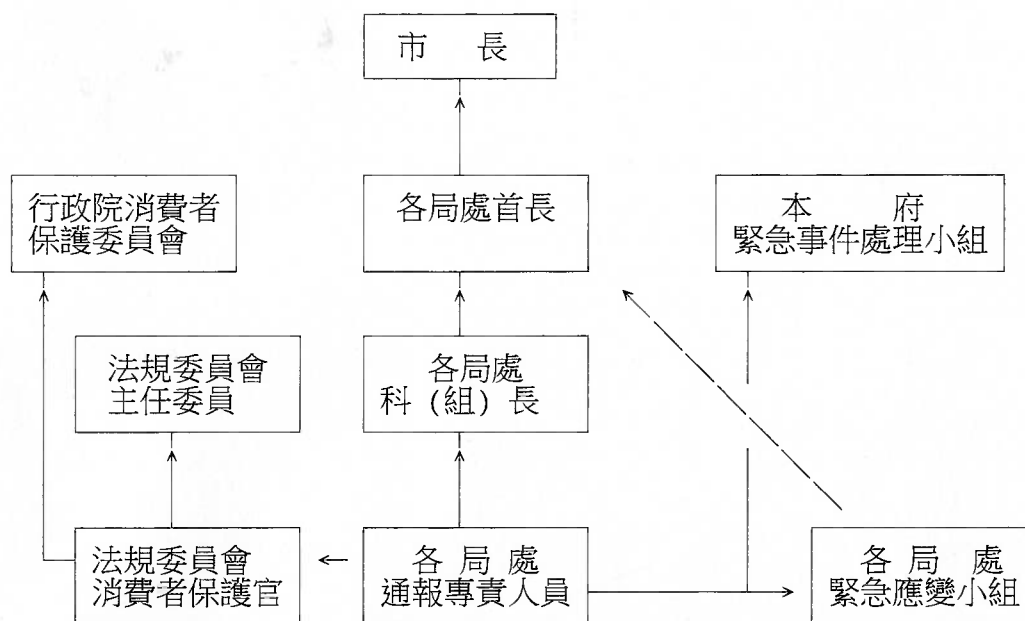 市 長
行政院消費者
保護委員會
各局處首長
本 府
緊急事件處理小組
法規委員會
主任委員
各局處
科（組）長
法規委員會
消費者保護官
各 局 處
通報專責人員
各 局 處
緊急應變小組